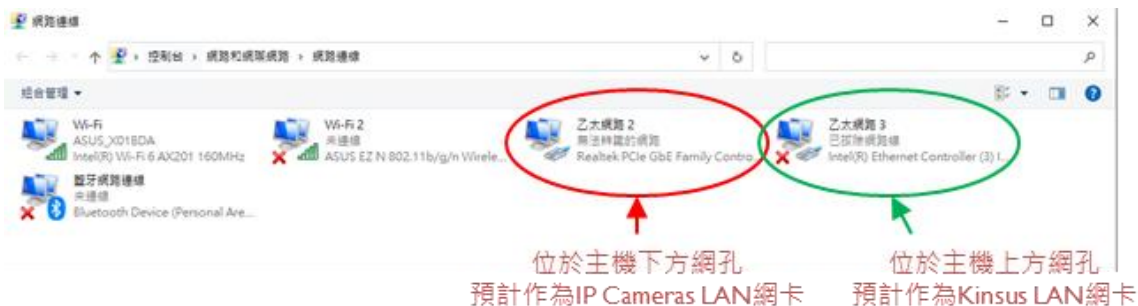 網路連線
控制台 › 網路和網際網路 › 網路連線
組合管理
Wi-Fi
ASUS_X01BDA
Intel(R) Wi-Fi 6 AX201 160MHz
Wi-Fi 2
未連線
ASUS EZ N 802.11b/g/n Wirele...
乙太網路 2
無法辨識的網路
Realtek PCIe GbE Family Contro...
乙太網路 3
已拔除網路線
Intel(R) Ethernet Controller (3) I...
藍牙網路連線
未連線
Bluetooth Device (Personal Are...
位於主機下方網孔
預計作為IP Cameras LAN網卡
位於主機上方網孔
預計作為Kinsus LAN網卡